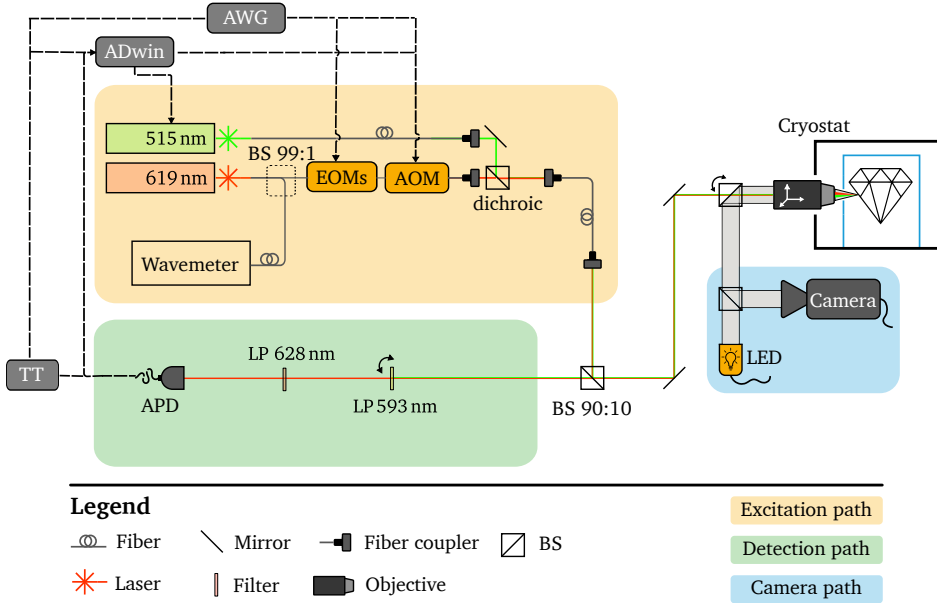 AWG
ADwin
Cryostat
515 nm
BS 99:1
619 nm
EOMs
AOM
dichroic
Wavemeter
Camera
LP 628 nm
LED
TT
APD
LP 593 nm
BS 90:10
Legend
Excitation path
Fiber
Mirror
Fiber coupler
BS
Detection path
Laser
Filter
Objective
Camera path